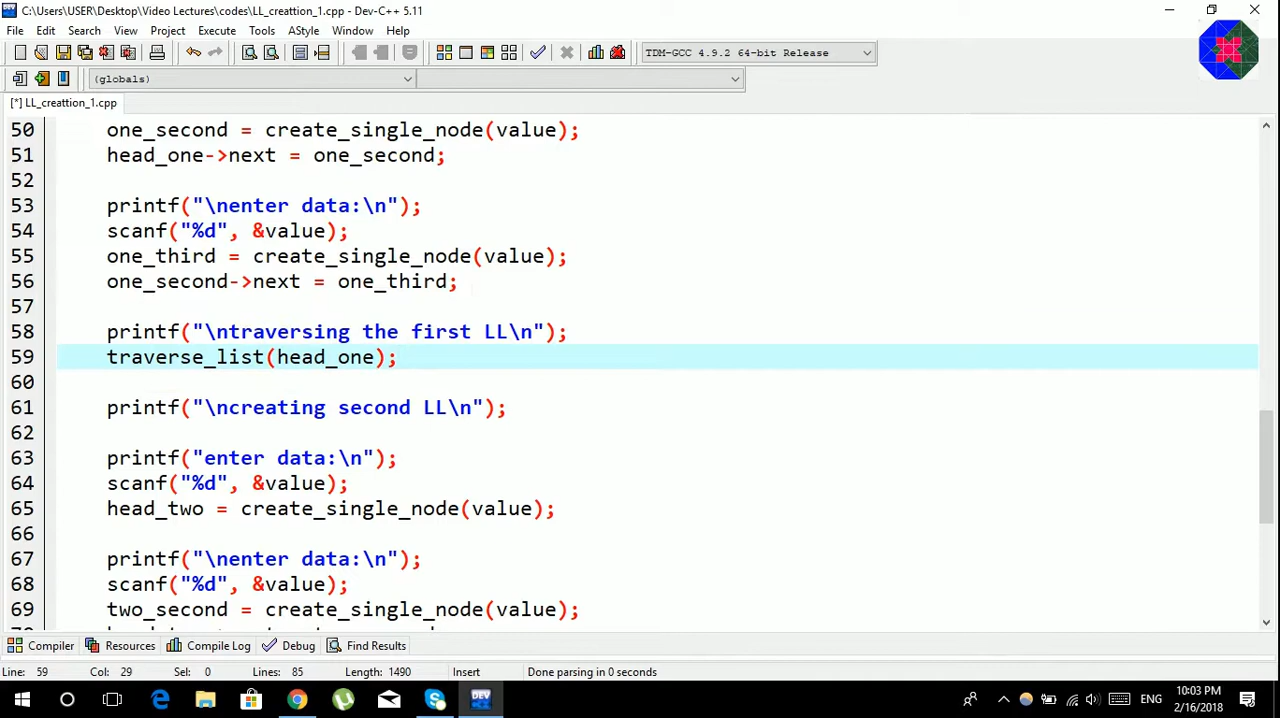 C:\Users\USER\Desktop\Video Lectures\codes\LL_creattion_1.cpp - Dev-C++ 5.11
File Edit Search View Project Execute Tools AStyle Window Help
TDM-GCC 4.9.2 64-bit Release
(globals)
[*] LL_creattion_1.cpp
50 one_second = create_single_node(value);
51 head_one->next = one_second;
52
53 printf("\nenter data:\n");
54 scanf("%d", &value);
55 one_third = create_single_node(value);
56 one_second->next = one_third;
57
58 printf("\ntraversing the first LL\n");
59 traverse_list(head_one);
60
61 printf("\ncreating second LL\n");
62
63 printf("enter data:\n");
64 scanf("%d", &value);
65 head_two = create_single_node(value);
66
67 printf("\nenter data:\n");
68 scanf("%d", &value);
69 two_second = create_single_node(value);
Compiler Resources Compile Log Debug Find Results
Line: 59 Col: 29 Sel: 0 Lines: 85 Length: 1490 Insert Done parsing in 0 seconds
ENG
10:03 PM
2/16/2018